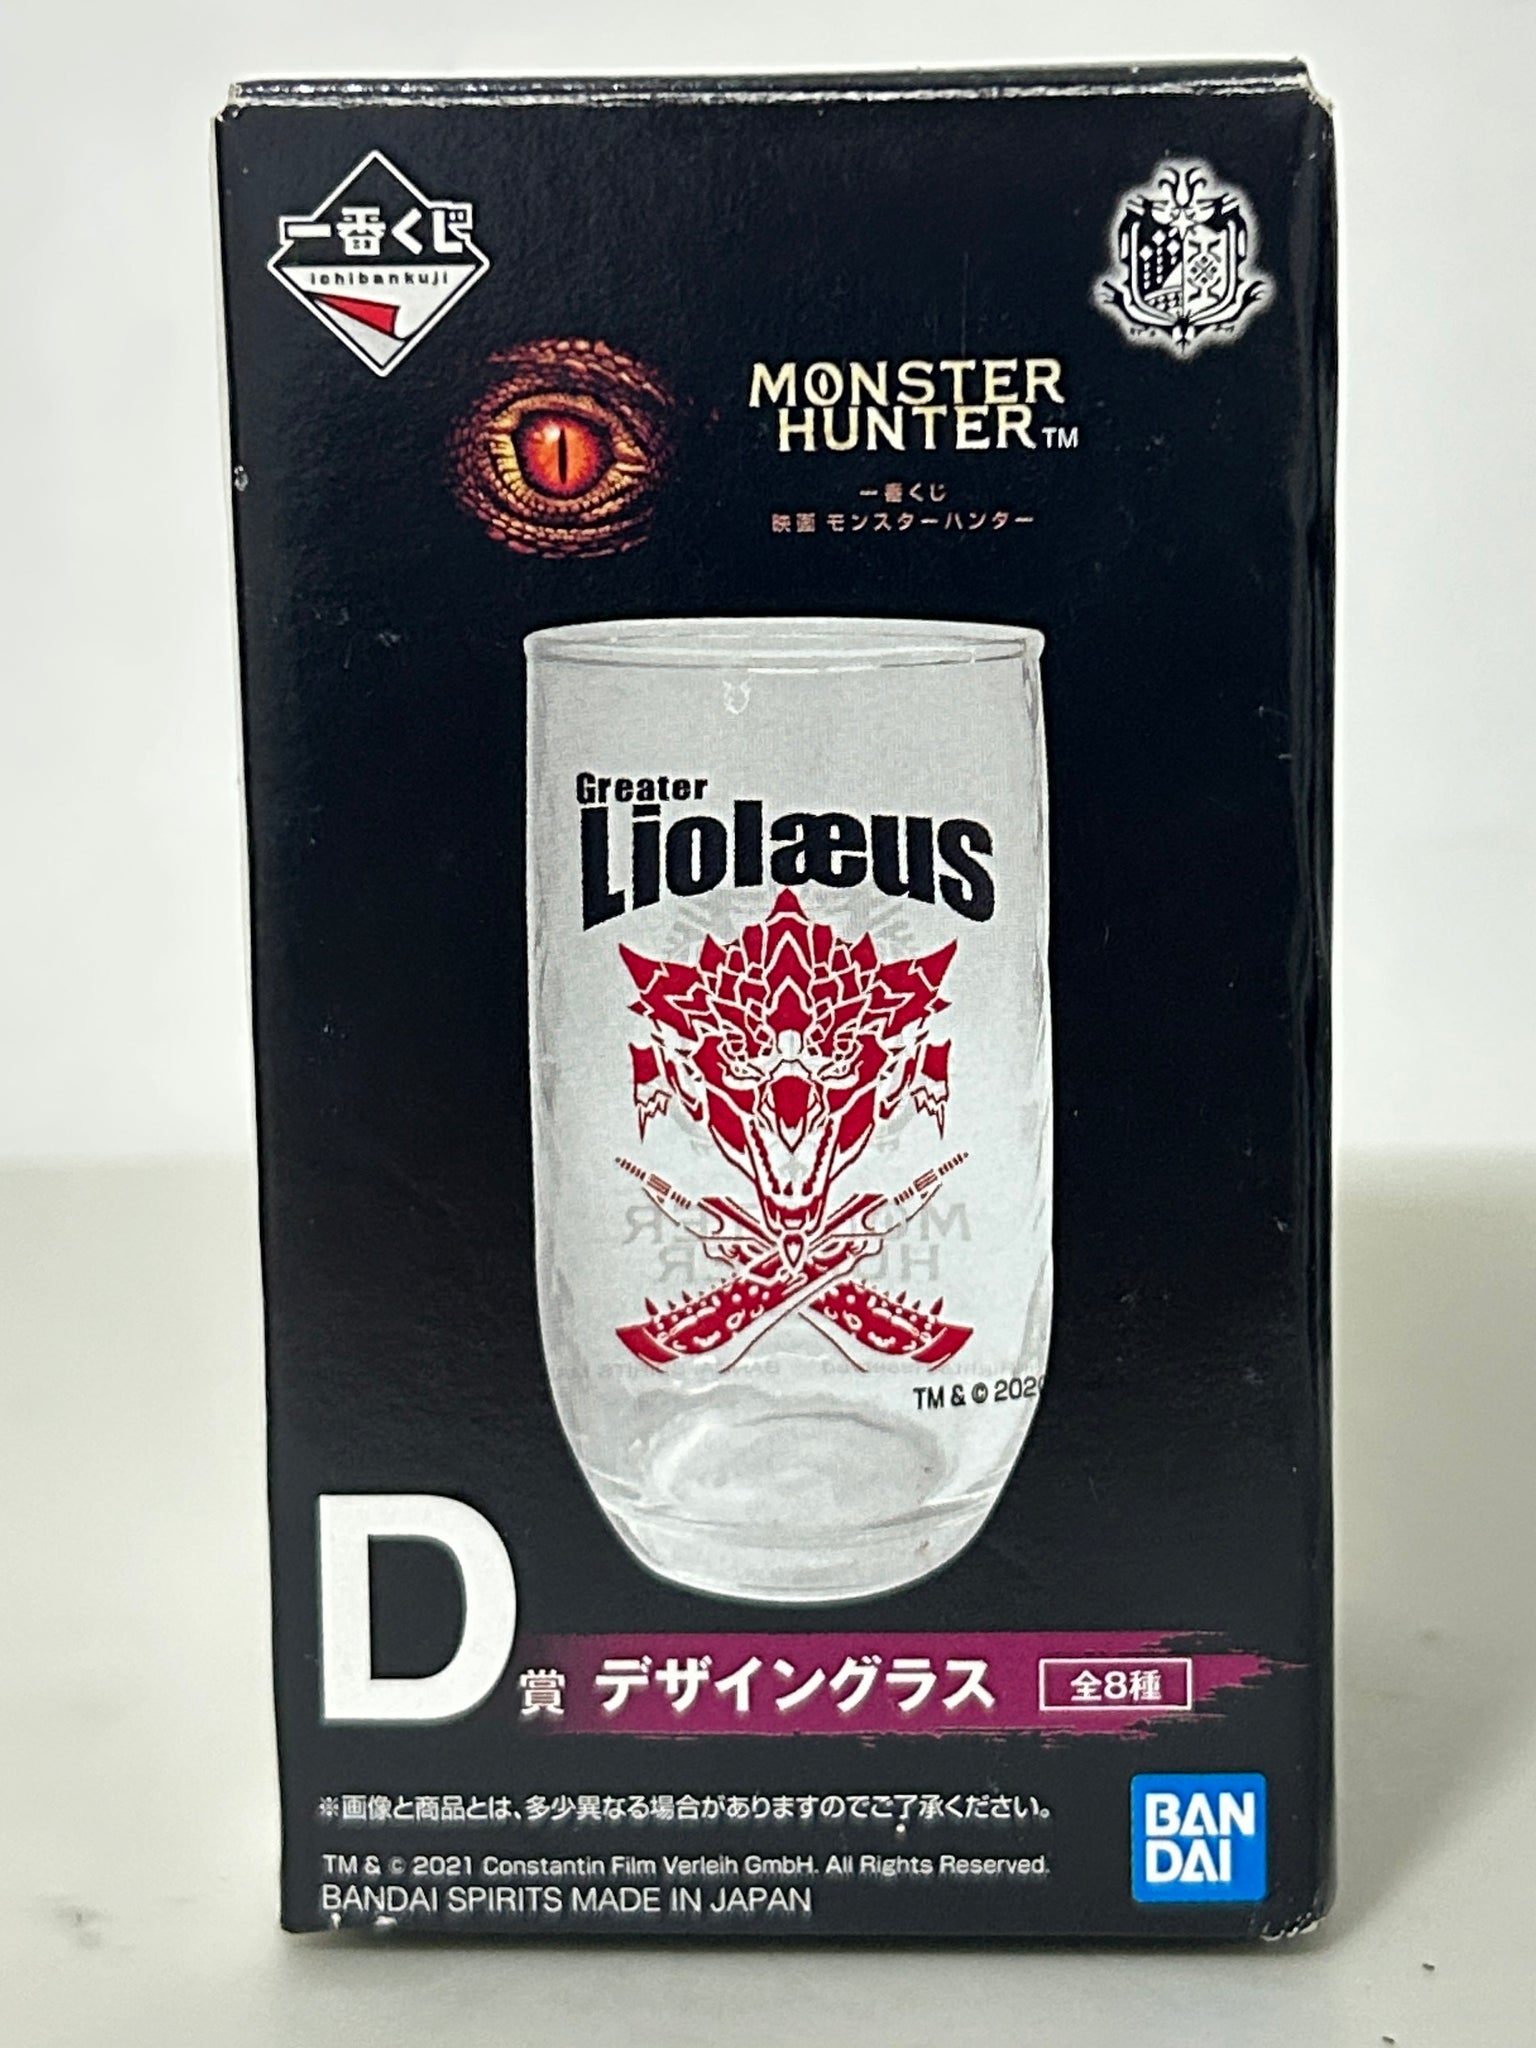 一番くじ
ichibankuji
MONSTER
HUNTER™
一番くじ
映画 モンスターハンター
Greater
Liolæus
MONSTER
HUNTER
TM & © 202
D賞 デザイングラス 全8種
※画像と商品とは、多少異なる場合がありますのでご了承ください。
TM & © 2021 Constantin Film Verleih GmbH. All Rights Reserved.
BANDAI SPIRITS MADE IN JAPAN
BAN
DAI